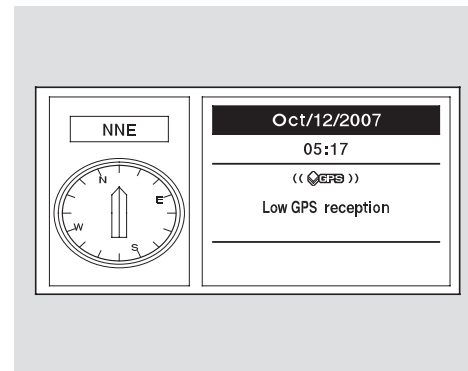 NNE
N
E
W
S
Oct/12/2007
05:17
((GPS))
Low GPS reception